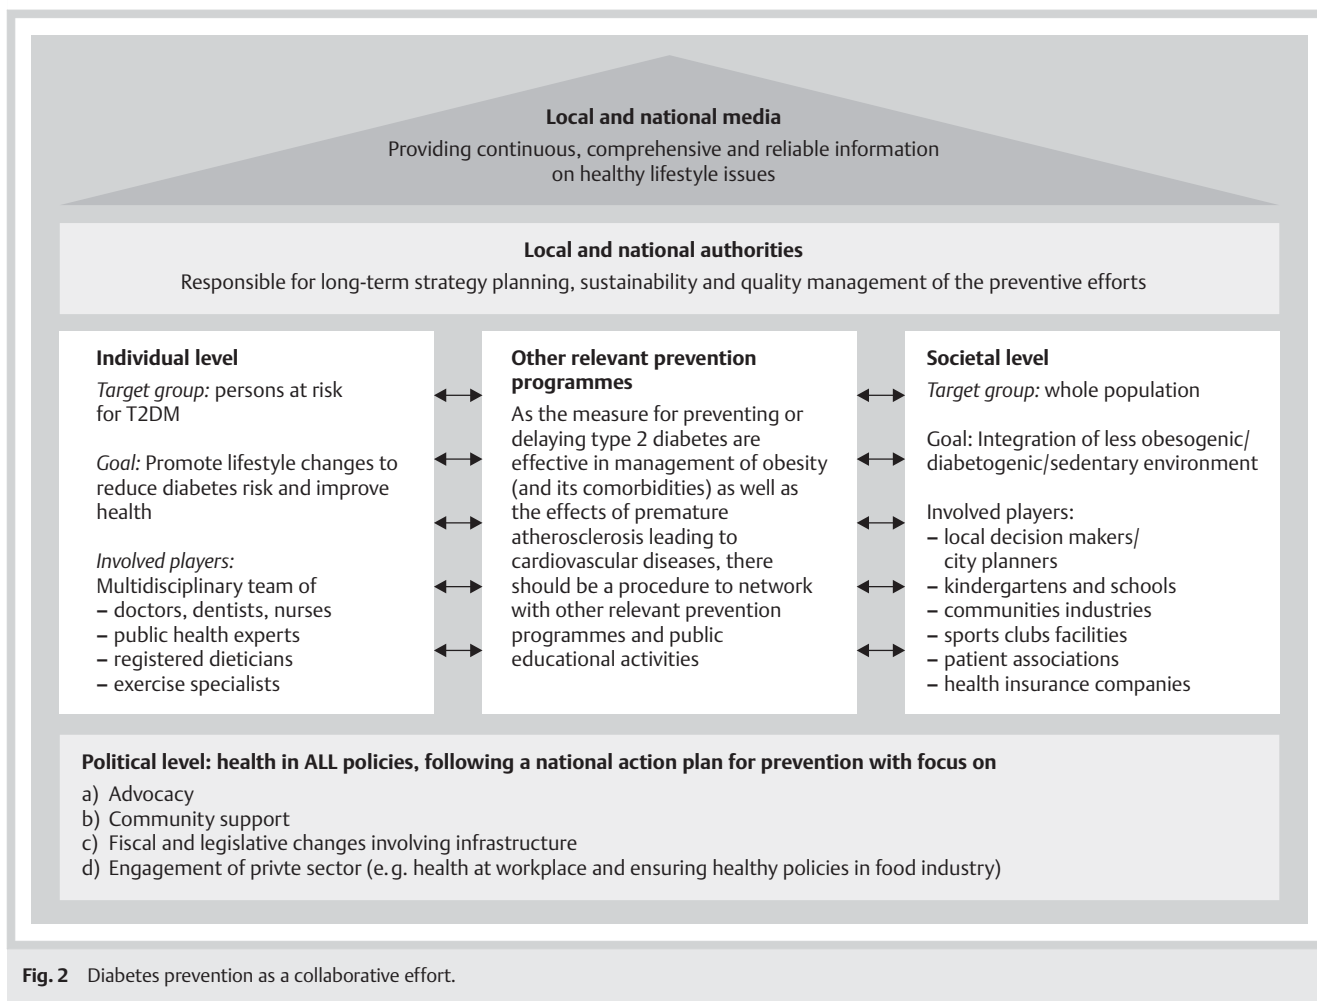 Local and national media
Providing continuous, comprehensive and reliable information
on healthy lifestyle issues
Local and national authorities
Responsible for long-term strategy planning, sustainability and quality management of the preventive efforts
Individual level
Target group: persons at risk
for T2DM
Goal: Promote lifestyle changes to
reduce diabetes risk and improve
health
Involved players:
Multidisciplinary team of
– doctors, dentists, nurses
– public health experts
– registered dieticians
– exercise specialists
Other relevant prevention
programmes
As the measure for preventing or
delaying type 2 diabetes are
effective in management of obesity
(and its comorbidities) as well as
the effects of premature
atherosclerosis leading to
cardiovascular diseases, there
should be a procedure to network
with other relevant prevention
programmes and public
educational activities
Societal level
Target group: whole population
Goal: Integration of less obesogenic/
diabetogenic/sedentary environment
Involved players:
– local decision makers/
city planners
– kindergartens and schools
– communities industries
– sports clubs facilities
– patient associations
– health insurance companies
Political level: health in ALL policies, following a national action plan for prevention with focus on
a) Advocacy
b) Community support
c) Fiscal and legislative changes involving infrastructure
d) Engagement of privte sector (e. g. health at workplace and ensuring healthy policies in food industry)
Fig. 2 Diabetes prevention as a collaborative effort.